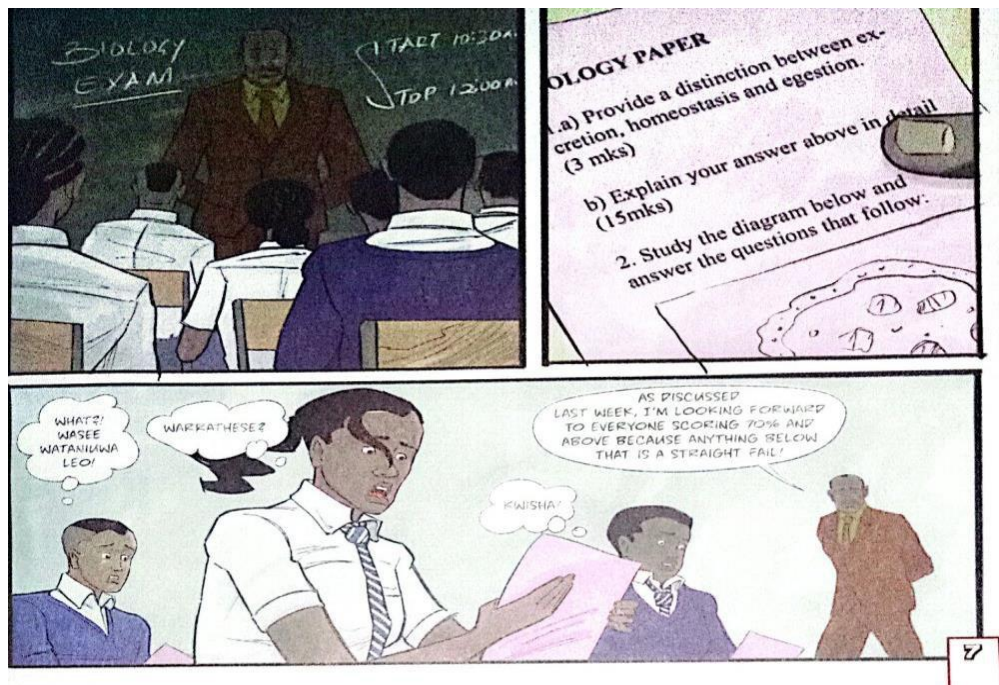 BIOLOGY
EXAM
START 10:30A
STOP 12:00A
OLOGY PAPER
1.a) Provide a distinction between ex-
cretion, homeostasis and egestion.
(3 mks)
b) Explain your answer above in detail
(15mks)
2. Study the diagram below and
answer the questions that follow:
WHAT?!
WASEE
WATANIUWA
LEO!
WARRATHESE?
KWISHA!
AS DISCUSSED
LAST WEEK, I'M LOOKING FORWARD
TO EVERYONE SCORING 70% AND
ABOVE BECAUSE ANYTHING BELOW
THAT IS A STRAIGHT FAIL!
7